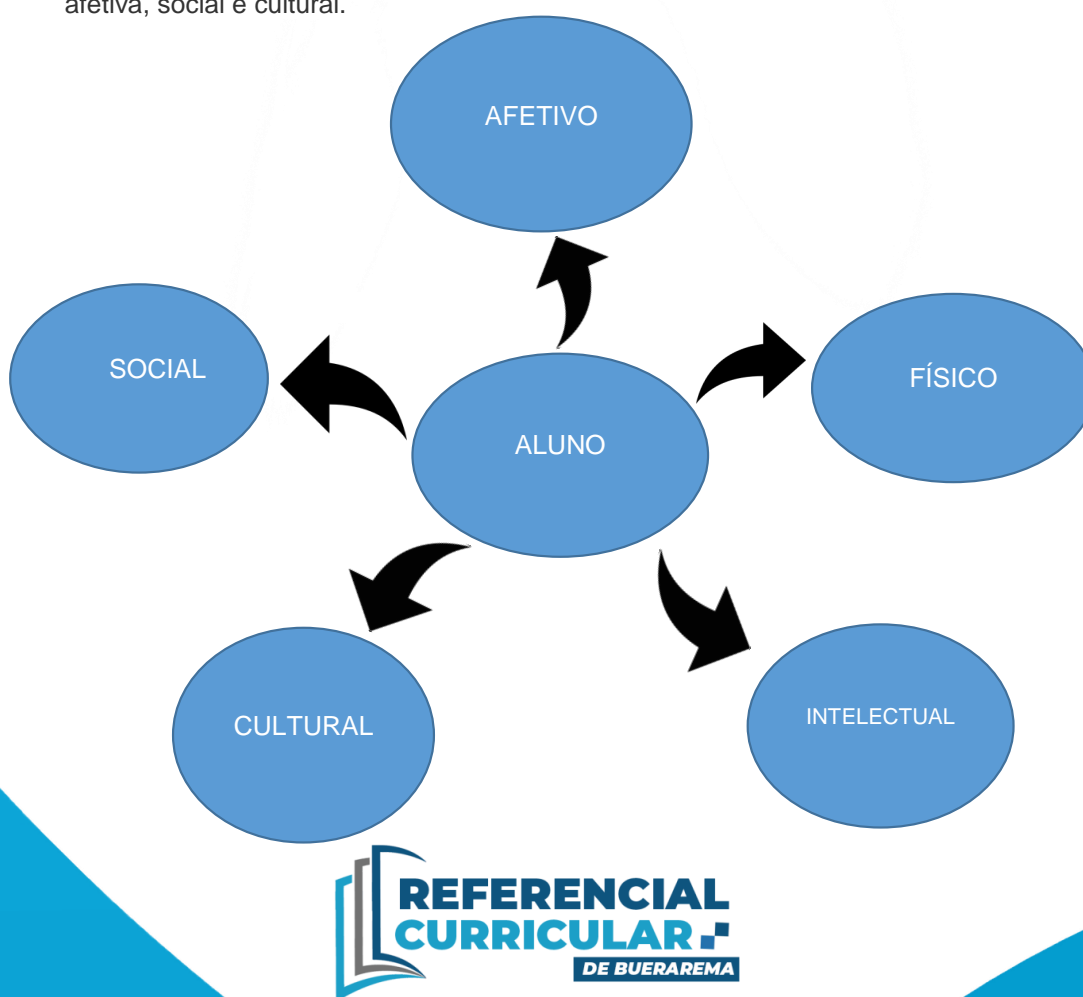 afetiva, social e cultural.
AFETIVO
SOCIAL
FÍSICO
ALUNO
CULTURAL
INTELECTUAL
REFERENCIAL
CURRICULAR
DE BUERAREMA